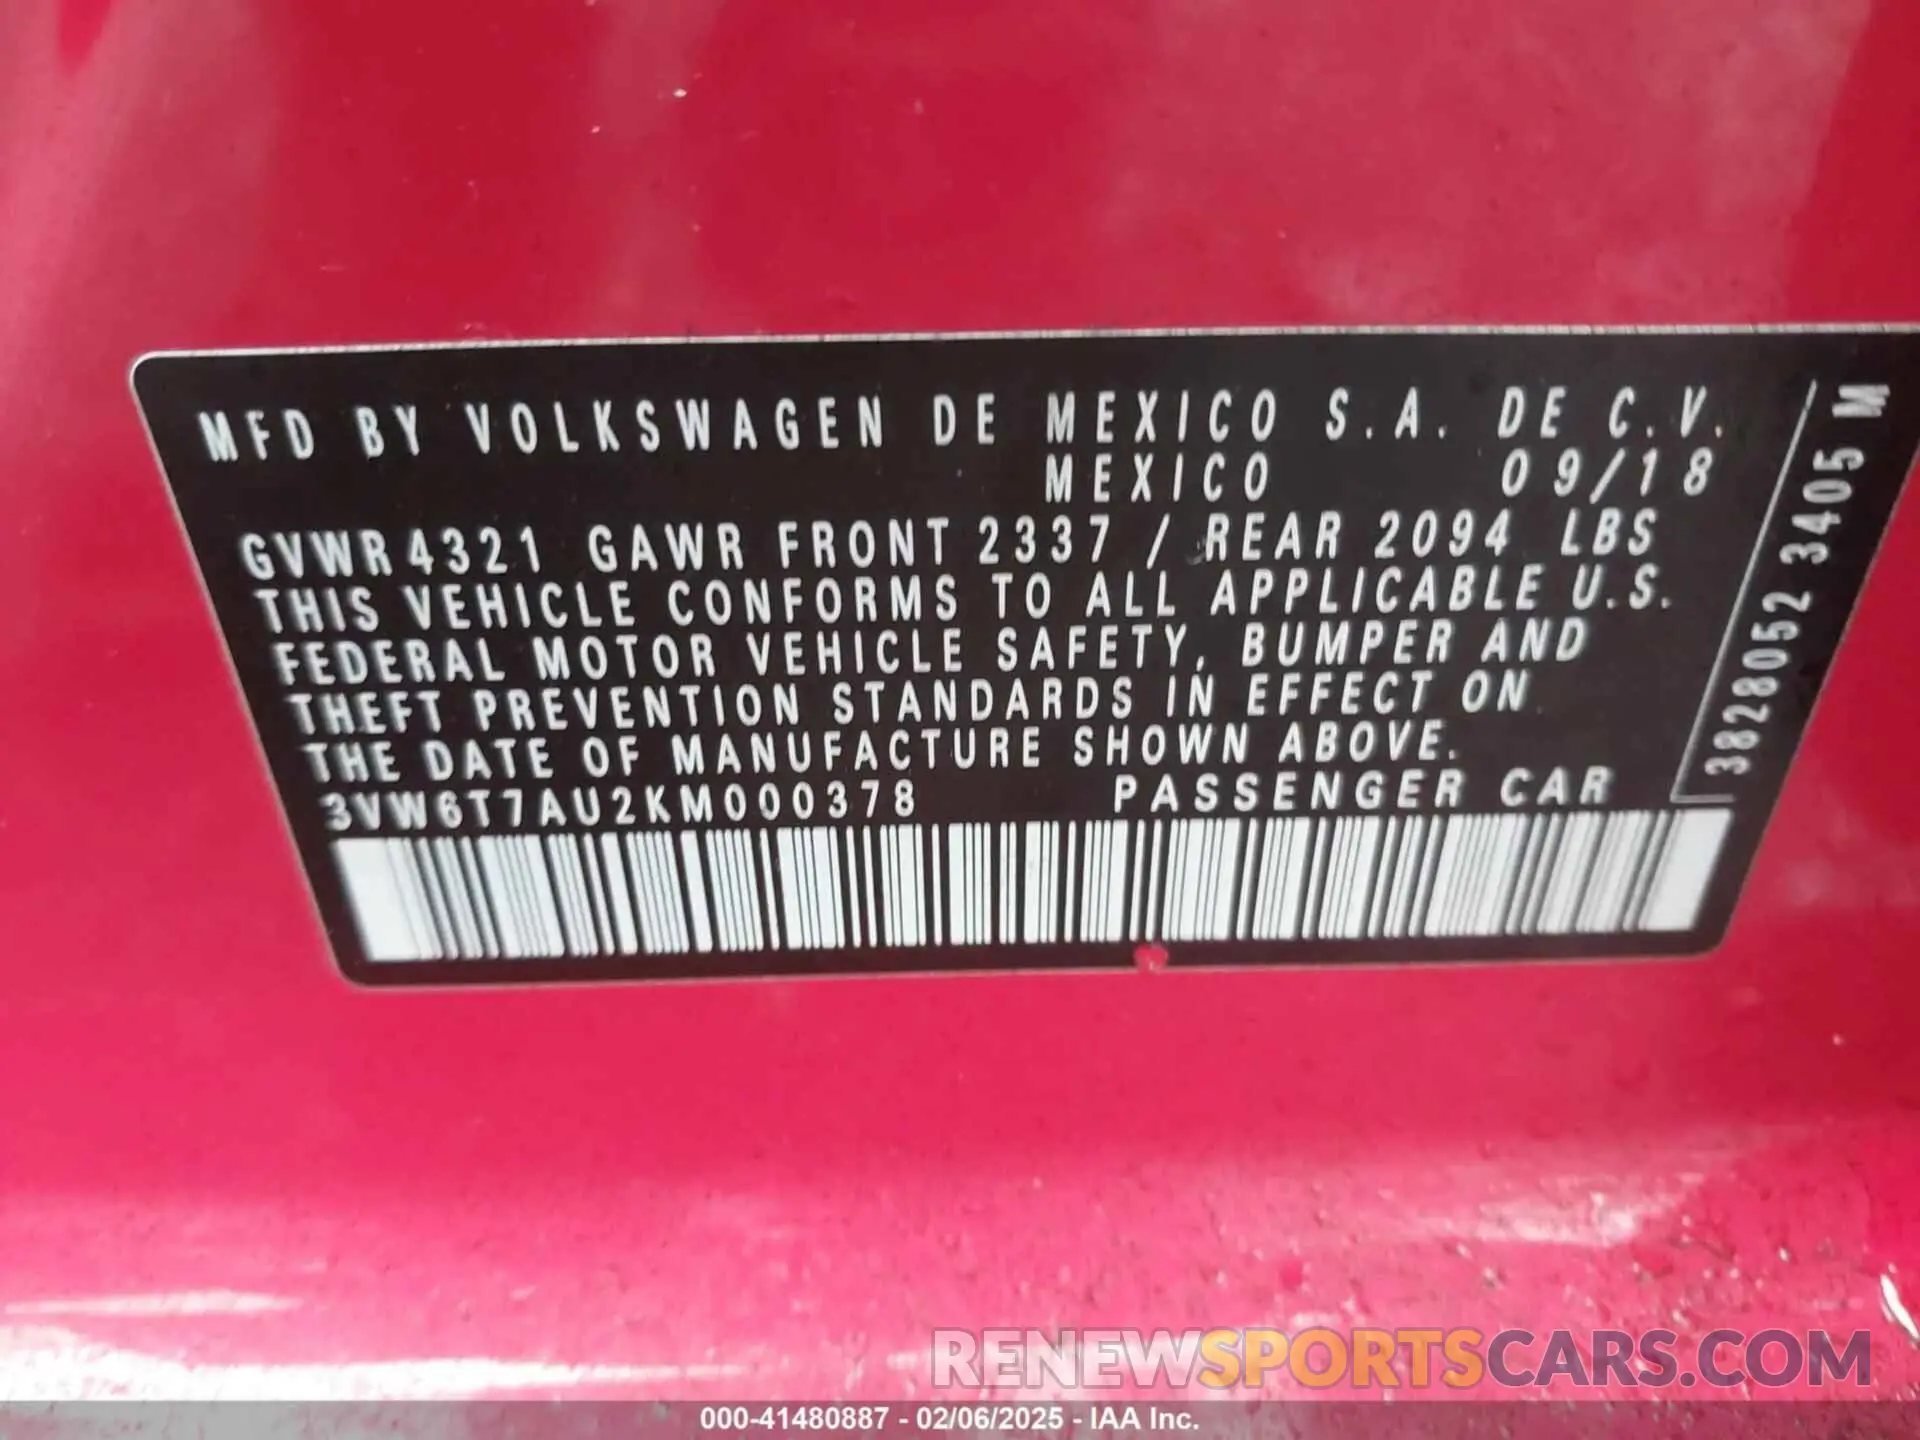 MFD BY VOLKSWAGEN DE MEXICO S.A. DE C.V.
MEXICO 09/18
GVWR 4321 GAWR FRONT 2337 / REAR 2094 LBS
THIS VEHICLE CONFORMS TO ALL APPLICABLE U.S.
FEDERAL MOTOR VEHICLE SAFETY, BUMPER AND
THEFT PREVENTION STANDARDS IN EFFECT ON
THE DATE OF MANUFACTURE SHOWN ABOVE.
3VW6T7AU2KM000378 PASSENGER CAR
3828052 3405 M
RENEWSPORTSCARS.COM
000-41480887 - 02/06/2025 - IAA Inc.